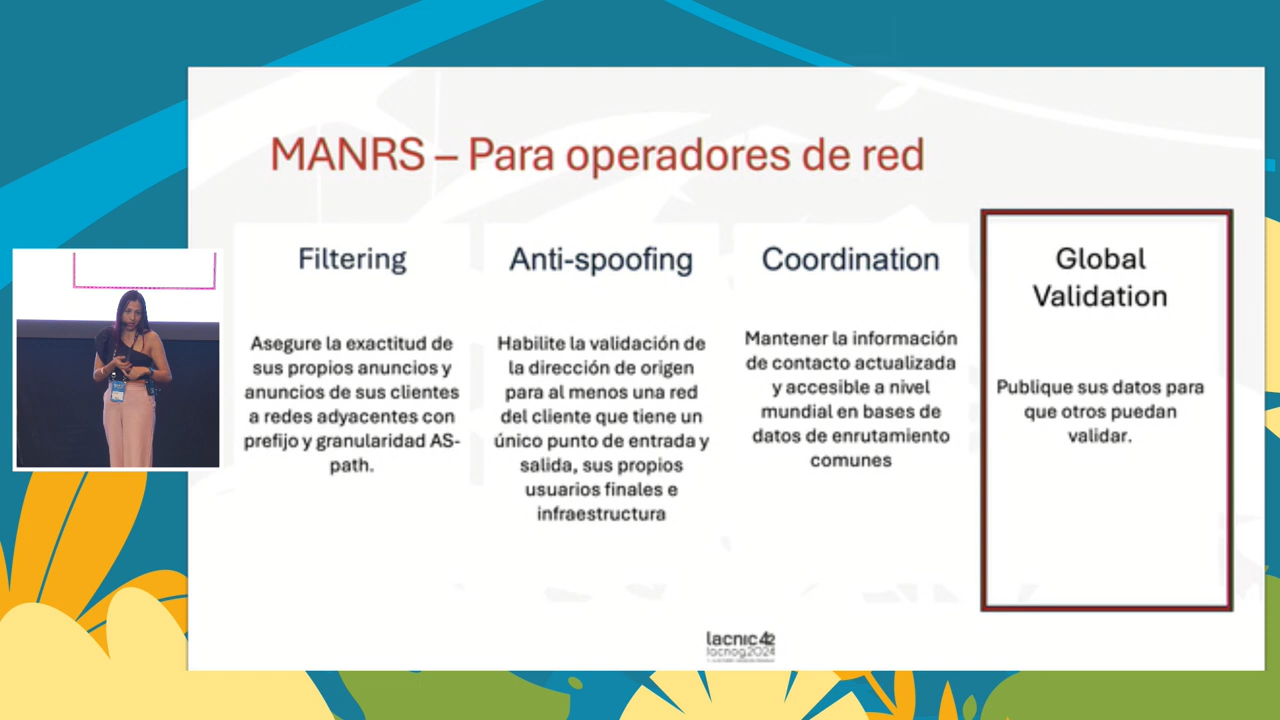 MANRS – Para operadores de red
Filtering
Asegure la exactitud de
sus propios anuncios y
anuncios de sus clientes
a redes adyacentes con
prefijo y granularidad AS-
path.
Anti-spoofing
Habilite la validación de
la dirección de origen
para al menos una red
del cliente que tiene un
único punto de entrada y
salida, sus propios
usuarios finales e
infraestructura
Coordination
Mantener la información
de contacto actualizada
y accesible a nivel
mundial en bases de
datos de enrutamiento
comunes
Global
Validation
Publique sus datos para
que otros puedan
validar.
lacnic42
lacnog2024